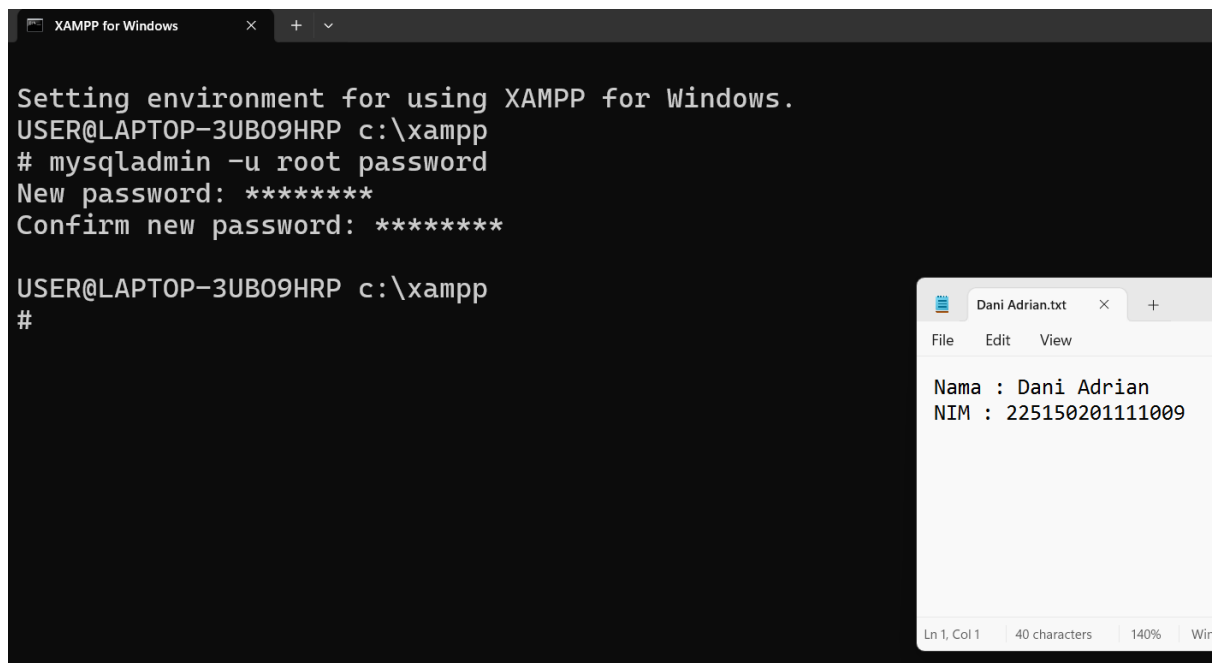 XAMPP for Windows
Setting environment for using XAMPP for Windows.
USER@LAPTOP-3UBO9HRP c:\xampp
# mysqladmin -u root password
New password: ********
Confirm new password: ********
USER@LAPTOP-3UBO9HRP c:\xampp
#
Dani Adrian.txt
File Edit View
Nama : Dani Adrian
NIM : 225150201111009
Ln 1, Col 1 40 characters 140%